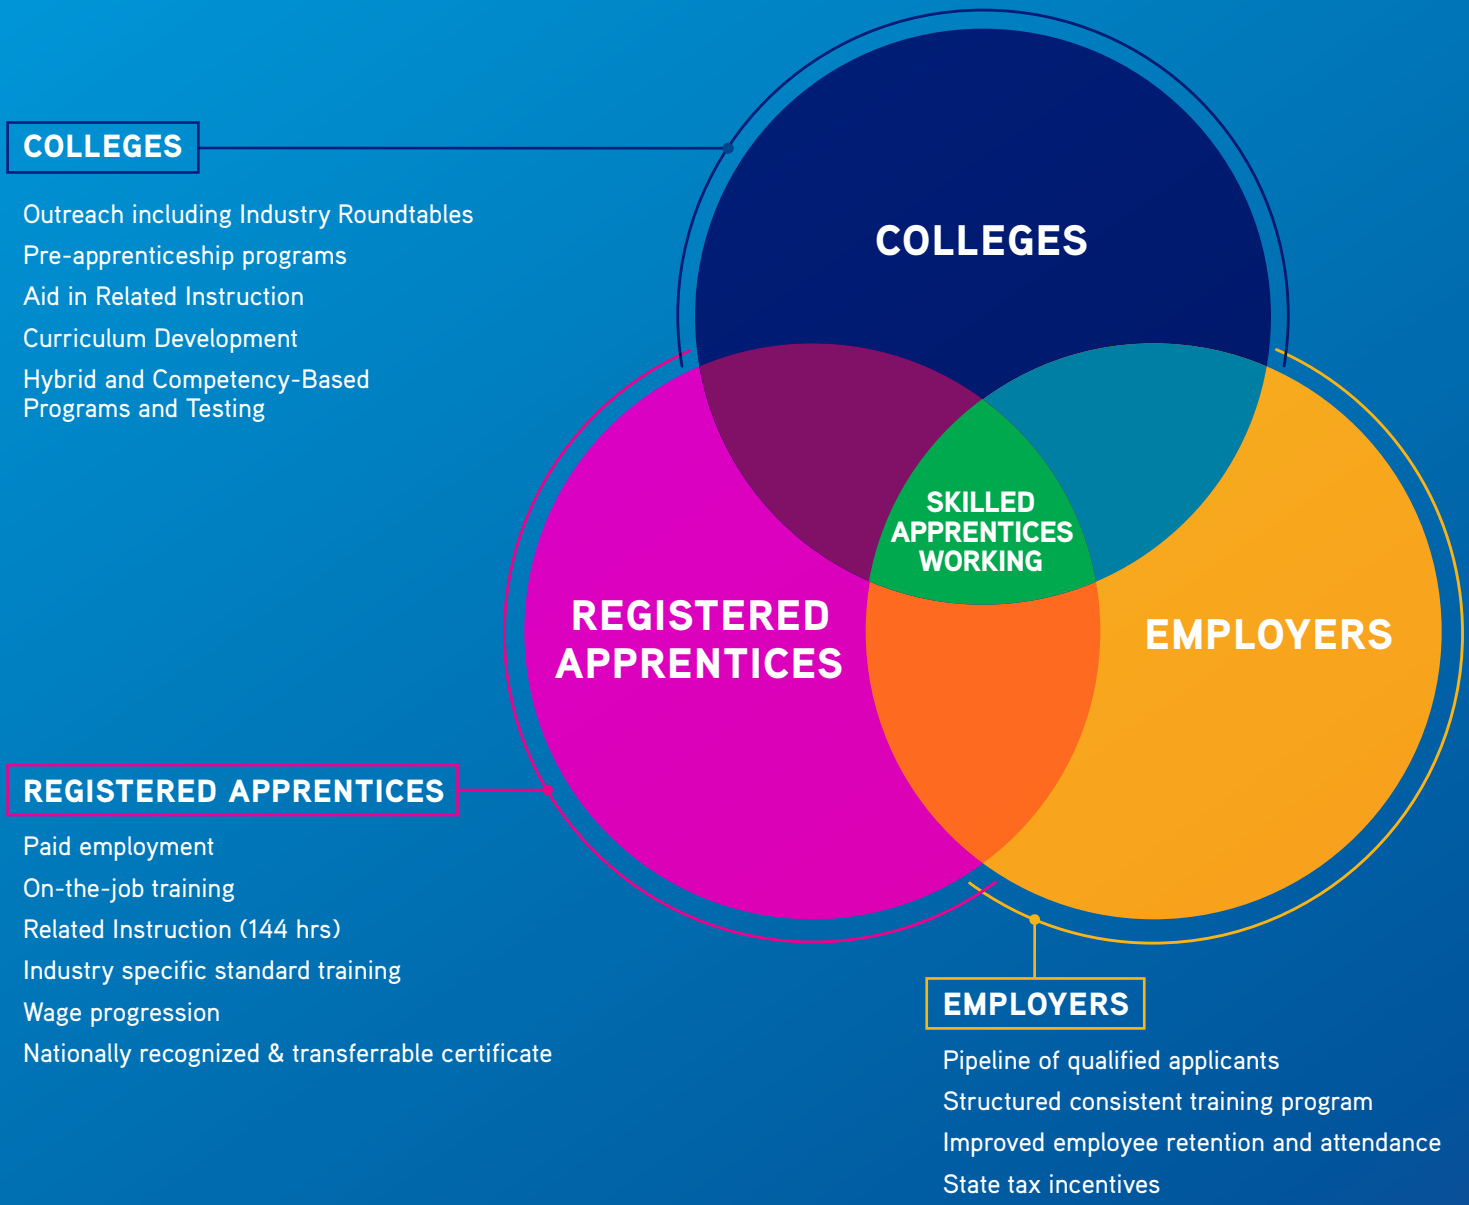 COLLEGES
Outreach including Industry Roundtables
Pre-apprenticeship programs
Aid in Related Instruction
Curriculum Development
Hybrid and Competency-Based
Programs and Testing
COLLEGES
SKILLED
APPRENTICES
WORKING
REGISTERED
APPRENTICES
EMPLOYERS
REGISTERED APPRENTICES
Paid employment
On-the-job training
Related Instruction (144 hrs)
Industry specific standard training
Wage progression
Nationally recognized & transferrable certificate
EMPLOYERS
Pipeline of qualified applicants
Structured consistent training program
Improved employee retention and attendance
State tax incentives